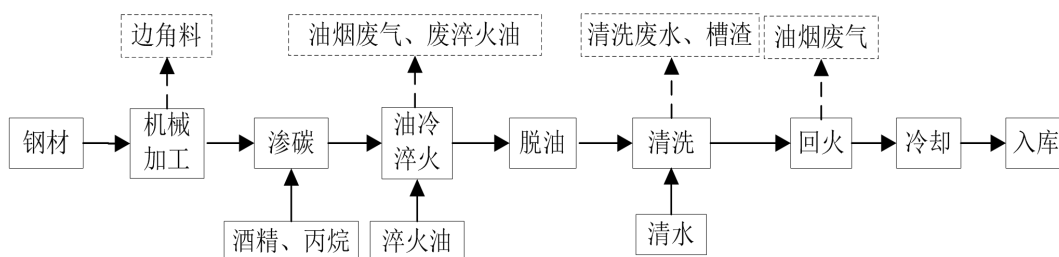 边角料
油烟废气、废淬火油
清洗废水、槽渣
油烟废气
钢材
机械
加工
渗碳
油冷
淬火
脱油
清洗
回火
冷却
入库
酒精、丙烷
淬火油
清水